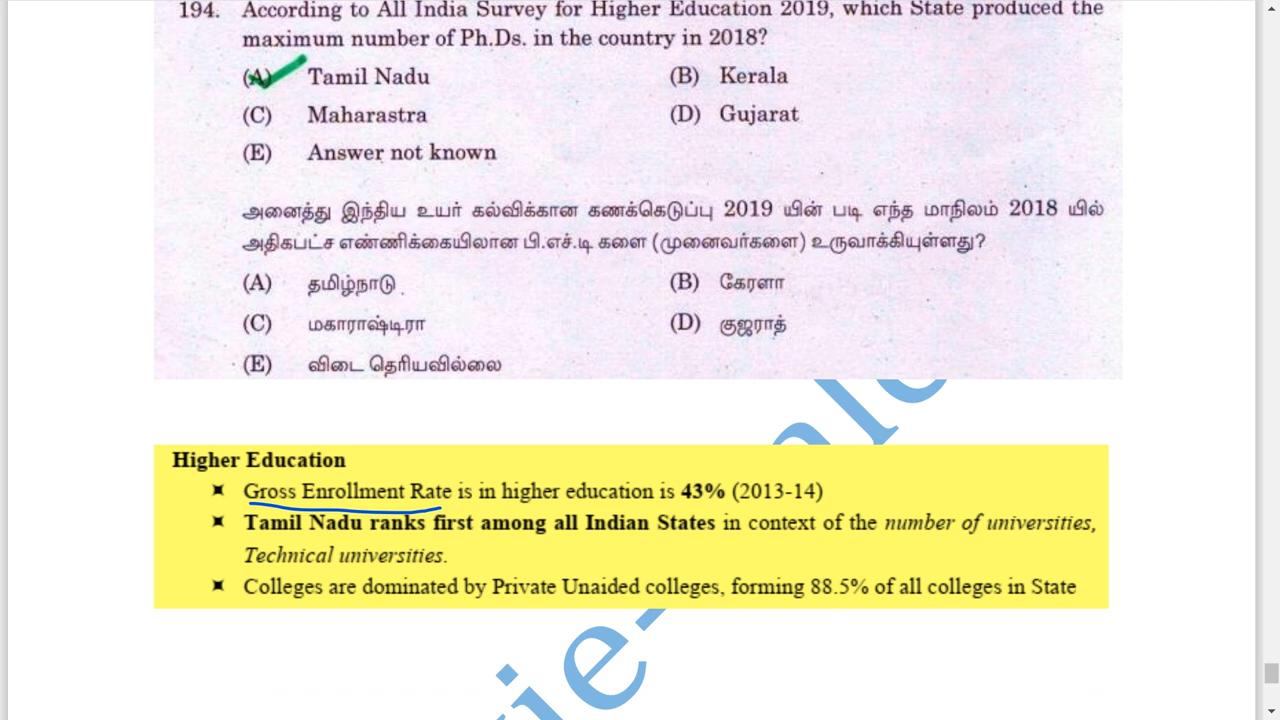 194. According to All India Survey for Higher Education 2019, which State produced the
maximum number of Ph.Ds. in the country in 2018?
(A) Tamil Nadu (B) Kerala
(C) Maharastra (D) Gujarat
(E) Answer not known
அனைத்து இந்திய உயர் கல்விக்கான கணக்கெடுப்பு 2019 யின் படி எந்த மாநிலம் 2018 யில்
அதிகபட்ச எண்ணிக்கையிலான பி.எச்.டி களை (முனைவர்களை) உருவாக்கியுள்ளது?
(A) தமிழ்நாடு (B) கேரளா
(C) மகாராஷ்டிரா (D) குஜராத்
(E) விடை தெரியவில்லை
Higher Education
Gross Enrollment Rate is in higher education is 43% (2013-14)
Tamil Nadu ranks first among all Indian States in context of the number of universities,
Technical universities.
Colleges are dominated by Private Unaided colleges, forming 88.5% of all colleges in State